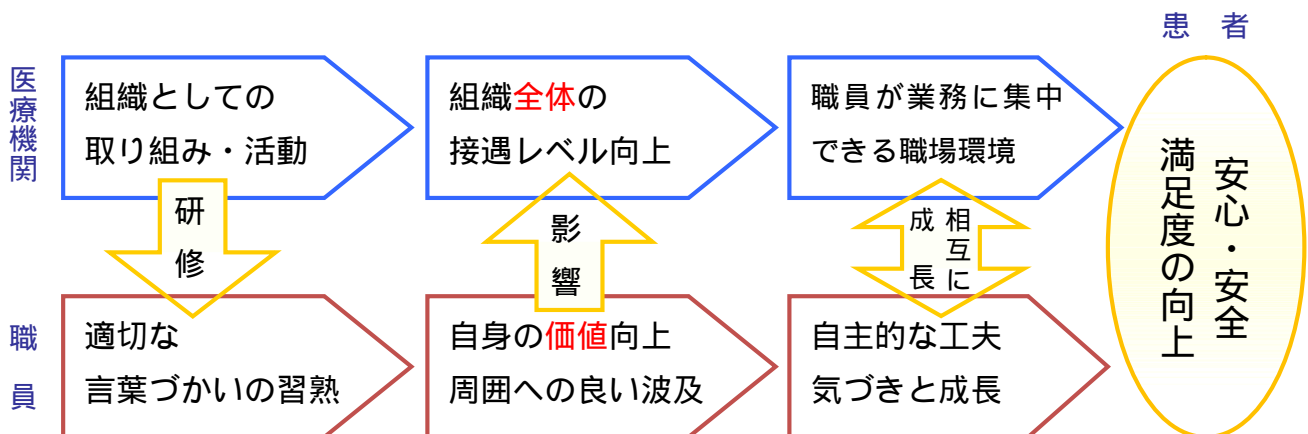 患者
医療機関
組織としての
取り組み・活動
組織全体の
接遇レベル向上
職員が業務に集中
できる職場環境
研修
影響
相互に
成長
安心・安全
満足度の向上
職員
適切な
言葉づかいの習熟
自身の価値向上
周囲への良い波及
自主的な工夫
気づきと成長